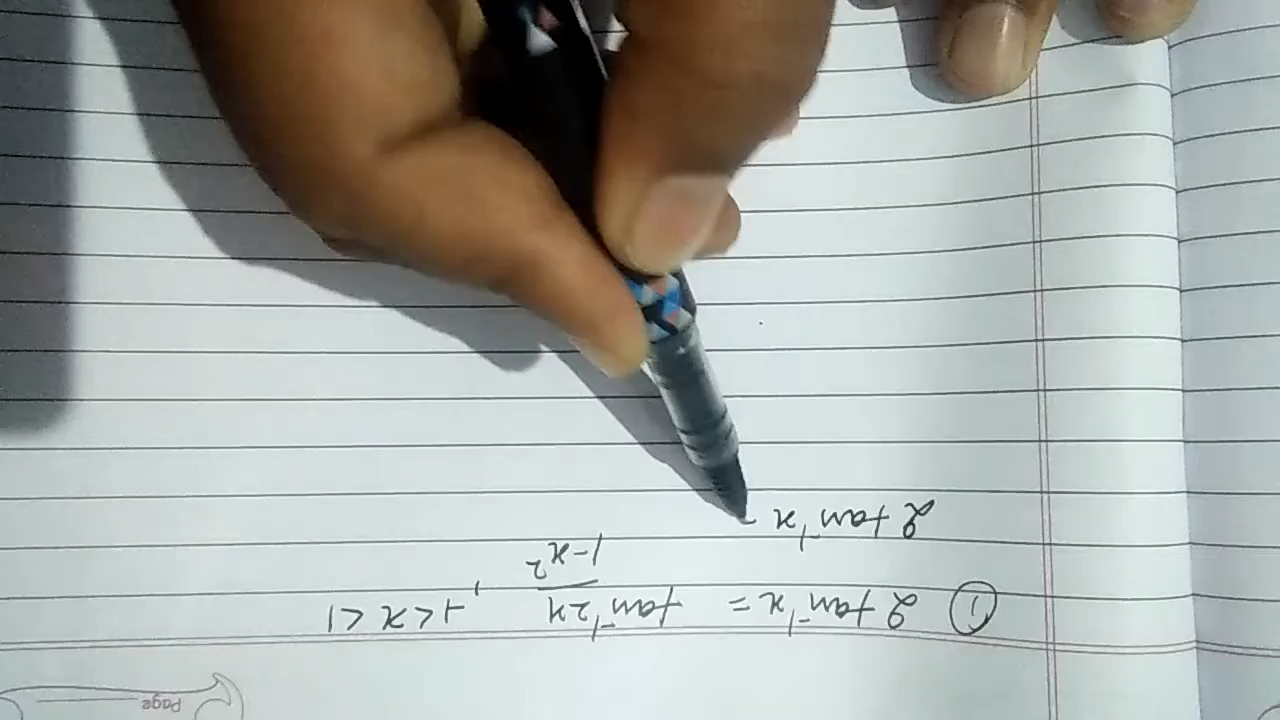 Page
① 2 tan⁻¹x = tan⁻¹ 2x / 1-x² , -1 < x < 1
2 tan⁻¹x -